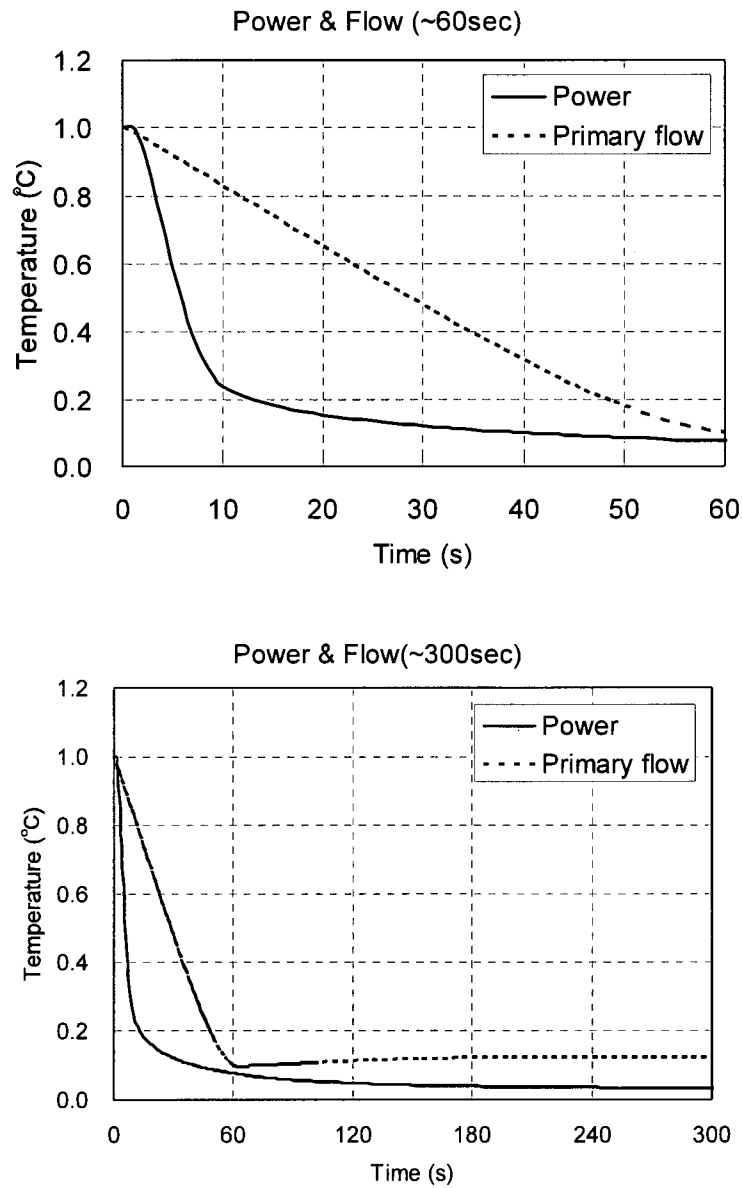 Power & Flow (~60sec)
1.2
1.0
0.8
0.6
0.4
0.2
0.0
Temperature (°C)
Power
Primary flow
0 10 20 30 40 50 60
Time (s)
Power & Flow(~300sec)
1.2
1.0
0.8
0.6
0.4
0.2
0.0
Temperature (°C)
Power
Primary flow
0 60 120 180 240 300
Time (s)